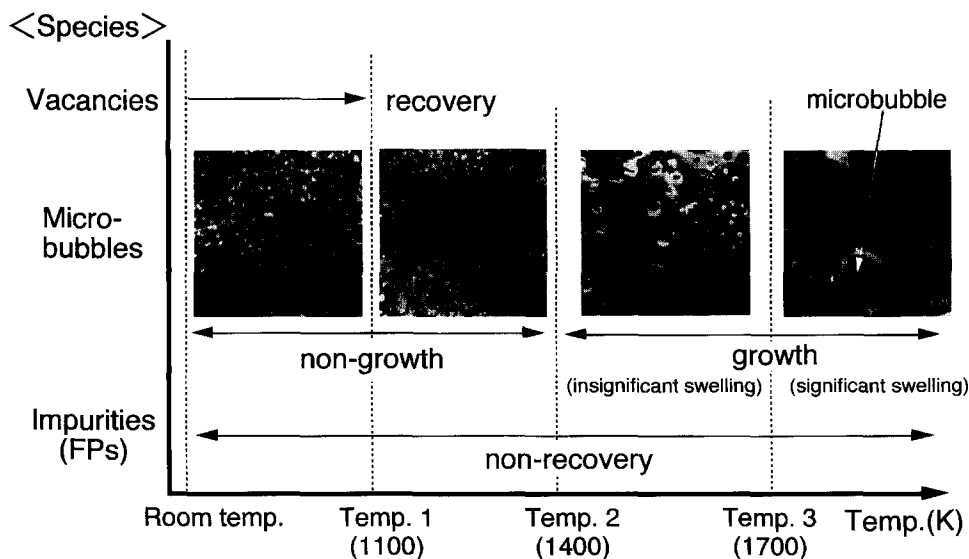 <Species>
Vacancies
recovery
microbubble
Micro-
bubbles
non-growth
growth
(insignificant swelling)
(significant swelling)
Impurities
(FPs)
non-recovery
Room temp.
Temp. 1
(1100)
Temp. 2
(1400)
Temp. 3
(1700)
Temp.(K)